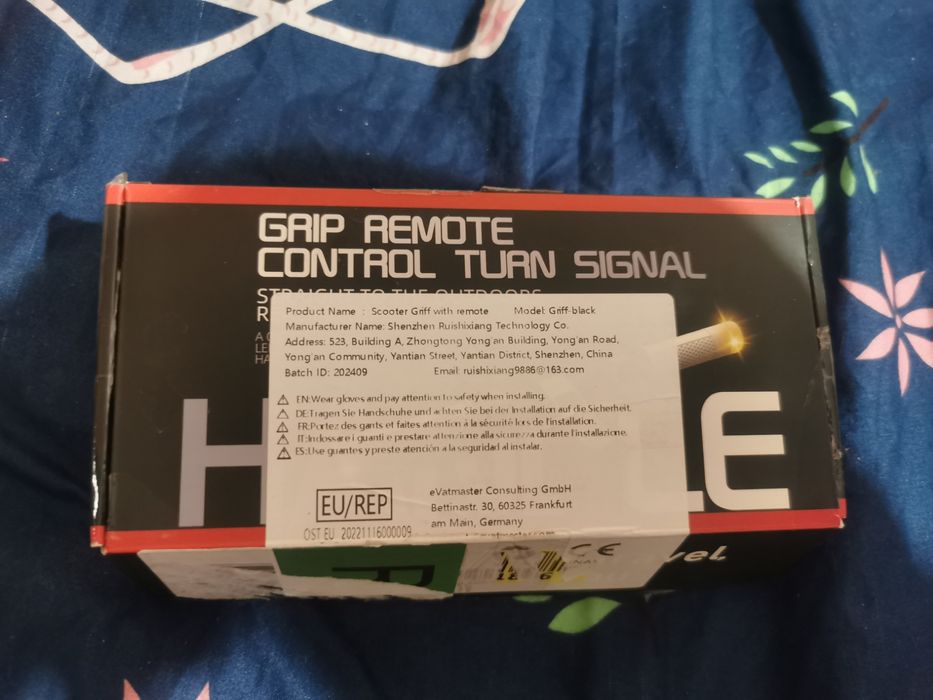 GRIP REMOTE
CONTROL TURN SIGNAL
STRAIGHT TO THE OUTDOORS
Product Name : Scooter Griff with remote Model: Griff-black
Manufacturer Name: Shenzhen Ruishixiang Technology Co.
Address: 523, Building A, Zhongtong Yong'an Building, Yong'an Road,
Yong'an Community, Yantian Street, Yantian District, Shenzhen, China
Batch ID: 202409 Email: ruishixiang9886@163.com
EN:Wear gloves and pay attention to safety when installing.
DE:Tragen Sie Handschuhe und achten Sie bei der Installation auf die Sicherheit.
FR:Portez des gants et faites attention à la sécurité lors de l'installation.
IT:Indossare i guanti e prestare attenzione alla sicurezza durante l'installazione.
ES:Use guantes y preste atención a la seguridad al instalar.
H LE
EU/REP
eVatmaster Consulting GmbH
Bettinastr. 30, 60325 Frankfurt
am Main, Germany
OST EU 20221116000009
CE